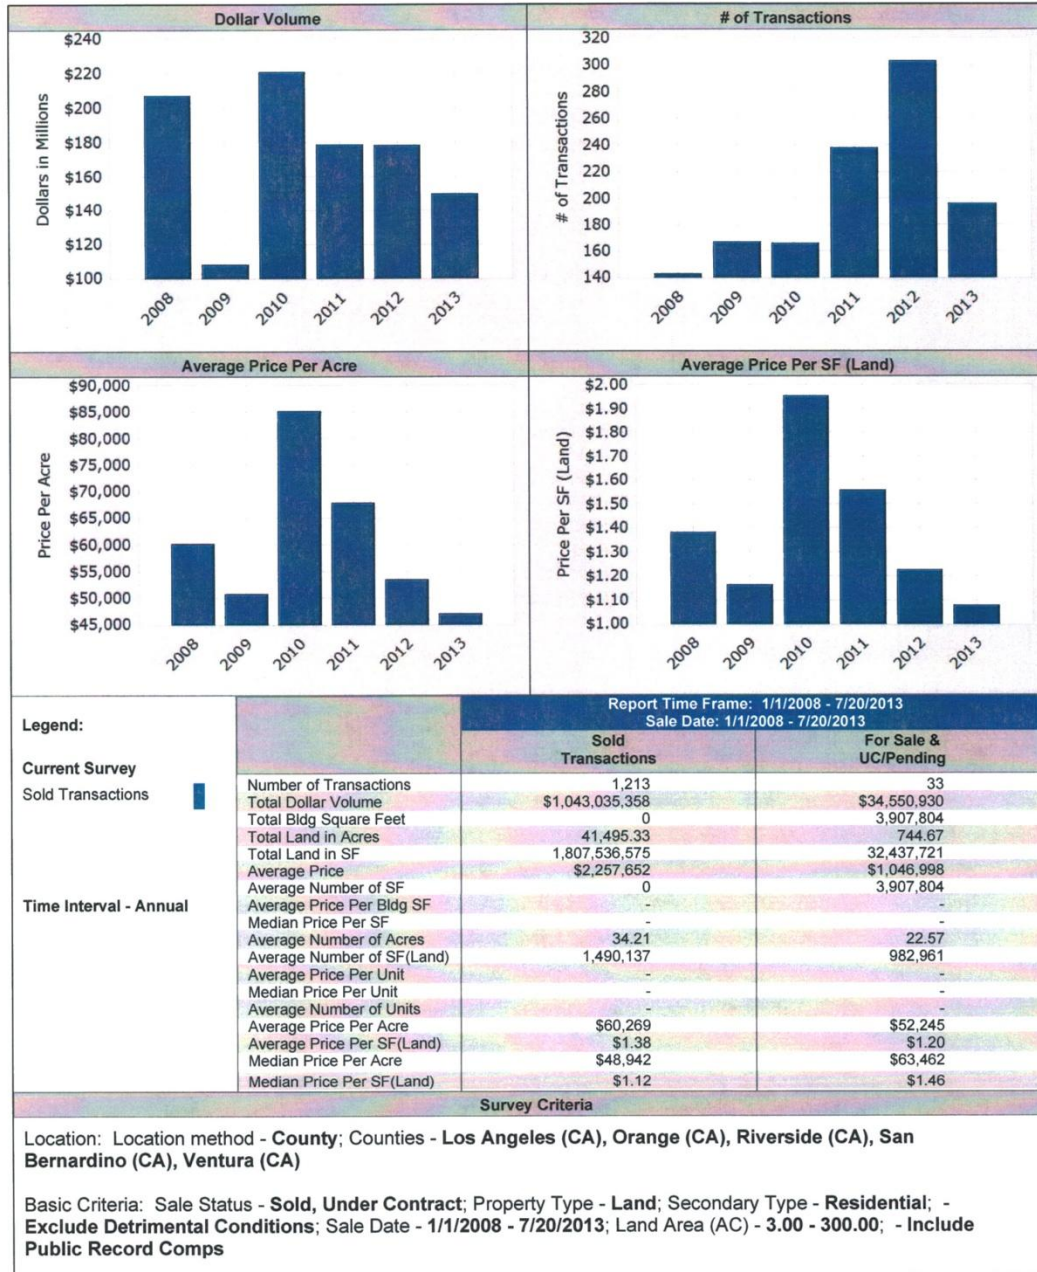 Dollar Volume
$240
$220
$200
$180
$160
$140
$120
$100
Dollars in Millions
2008 2009 2010 2011 2012 2013
# of Transactions
320
300
280
260
240
220
200
180
160
140
# of Transactions
2008 2009 2010 2011 2012 2013
Average Price Per Acre
$90,000
$85,000
$80,000
$75,000
$70,000
$65,000
$60,000
$55,000
$50,000
$45,000
Price Per Acre
2008 2009 2010 2011 2012 2013
Average Price Per SF (Land)
$2.00
$1.90
$1.80
$1.70
$1.60
$1.50
$1.40
$1.30
$1.20
$1.10
$1.00
Price Per SF (Land)
2008 2009 2010 2011 2012 2013
Legend:
Current Survey
Sold Transactions
Time Interval - Annual
Report Time Frame: 1/1/2008 - 7/20/2013
Sale Date: 1/1/2008 - 7/20/2013
Sold Transactions For Sale & UC/Pending
Number of Transactions 1,213 33
Total Dollar Volume $1,043,035,358 $34,550,930
Total Bldg Square Feet 0 3,907,804
Total Land in Acres 41,495.33 744.67
Total Land in SF 1,807,536,575 32,437,721
Average Price $2,257,652 $1,046,998
Average Number of SF 0 3,907,804
Average Price Per Bldg SF - -
Median Price Per SF - -
Average Number of Acres 34.21 22.57
Average Number of SF(Land) 1,490,137 982,961
Average Price Per Unit - -
Median Price Per Unit - -
Average Number of Units - -
Average Price Per Acre $60,269 $52,245
Average Price Per SF(Land) $1.38 $1.20
Median Price Per Acre $48,942 $63,462
Median Price Per SF(Land) $1.12 $1.46
Survey Criteria
Location: Location method - County; Counties - Los Angeles (CA), Orange (CA), Riverside (CA), San
Bernardino (CA), Ventura (CA)
Basic Criteria: Sale Status - Sold, Under Contract; Property Type - Land; Secondary Type - Residential; -
Exclude Detrimental Conditions; Sale Date - 1/1/2008 - 7/20/2013; Land Area (AC) - 3.00 - 300.00; - Include
Public Record Comps